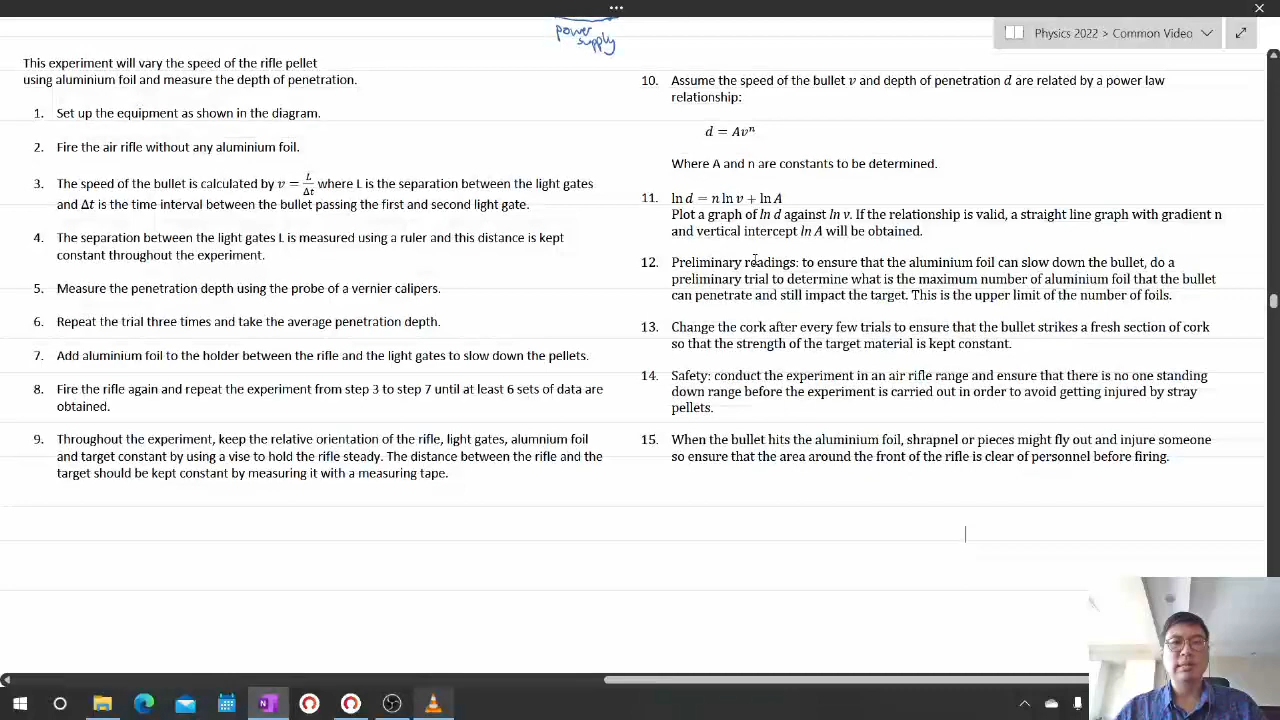 power
supply
Physics 2022 > Common Video
This experiment will vary the speed of the rifle pellet
using aluminium foil and measure the depth of penetration.
1. Set up the equipment as shown in the diagram.
2. Fire the air rifle without any aluminium foil.
3. The speed of the bullet is calculated by v = L/Δt where L is the separation between the light gates
and Δt is the time interval between the bullet passing the first and second light gate.
4. The separation between the light gates L is measured using a ruler and this distance is kept
constant throughout the experiment.
5. Measure the penetration depth using the probe of a vernier calipers.
6. Repeat the trial three times and take the average penetration depth.
7. Add aluminium foil to the holder between the rifle and the light gates to slow down the pellets.
8. Fire the rifle again and repeat the experiment from step 3 to step 7 until at least 6 sets of data are
obtained.
9. Throughout the experiment, keep the relative orientation of the rifle, light gates, alumnium foil
and target constant by using a vise to hold the rifle steady. The distance between the rifle and the
target should be kept constant by measuring it with a measuring tape.
10. Assume the speed of the bullet v and depth of penetration d are related by a power law
relationship:
d = Avⁿ
Where A and n are constants to be determined.
11. ln d = n ln v + ln A
Plot a graph of ln d against ln v. If the relationship is valid, a straight line graph with gradient n
and vertical intercept ln A will be obtained.
12. Preliminary readings: to ensure that the aluminium foil can slow down the bullet, do a
preliminary trial to determine what is the maximum number of aluminium foil that the bullet
can penetrate and still impact the target. This is the upper limit of the number of foils.
13. Change the cork after every few trials to ensure that the bullet strikes a fresh section of cork
so that the strength of the target material is kept constant.
14. Safety: conduct the experiment in an air rifle range and ensure that there is no one standing
down range before the experiment is carried out in order to avoid getting injured by stray
pellets.
15. When the bullet hits the aluminium foil, shrapnel or pieces might fly out and injure someone
so ensure that the area around the front of the rifle is clear of personnel before firing.